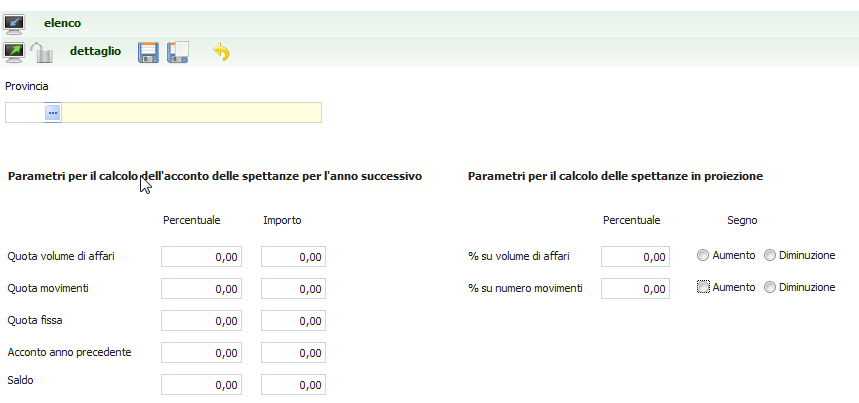 elenco
dettaglio
Provincia
...
Parametri per il calcolo dell'acconto delle spettanze per l'anno successivo
Parametri per il calcolo delle spettanze in proiezione
Percentuale Importo
Percentuale Segno
Quota volume di affari 0,00 0,00
% su volume di affari 0,00 Aumento Diminuzione
Quota movimenti 0,00 0,00
% su numero movimenti 0,00 Aumento Diminuzione
Quota fissa 0,00 0,00
Acconto anno precedente 0,00 0,00
Saldo 0,00 0,00